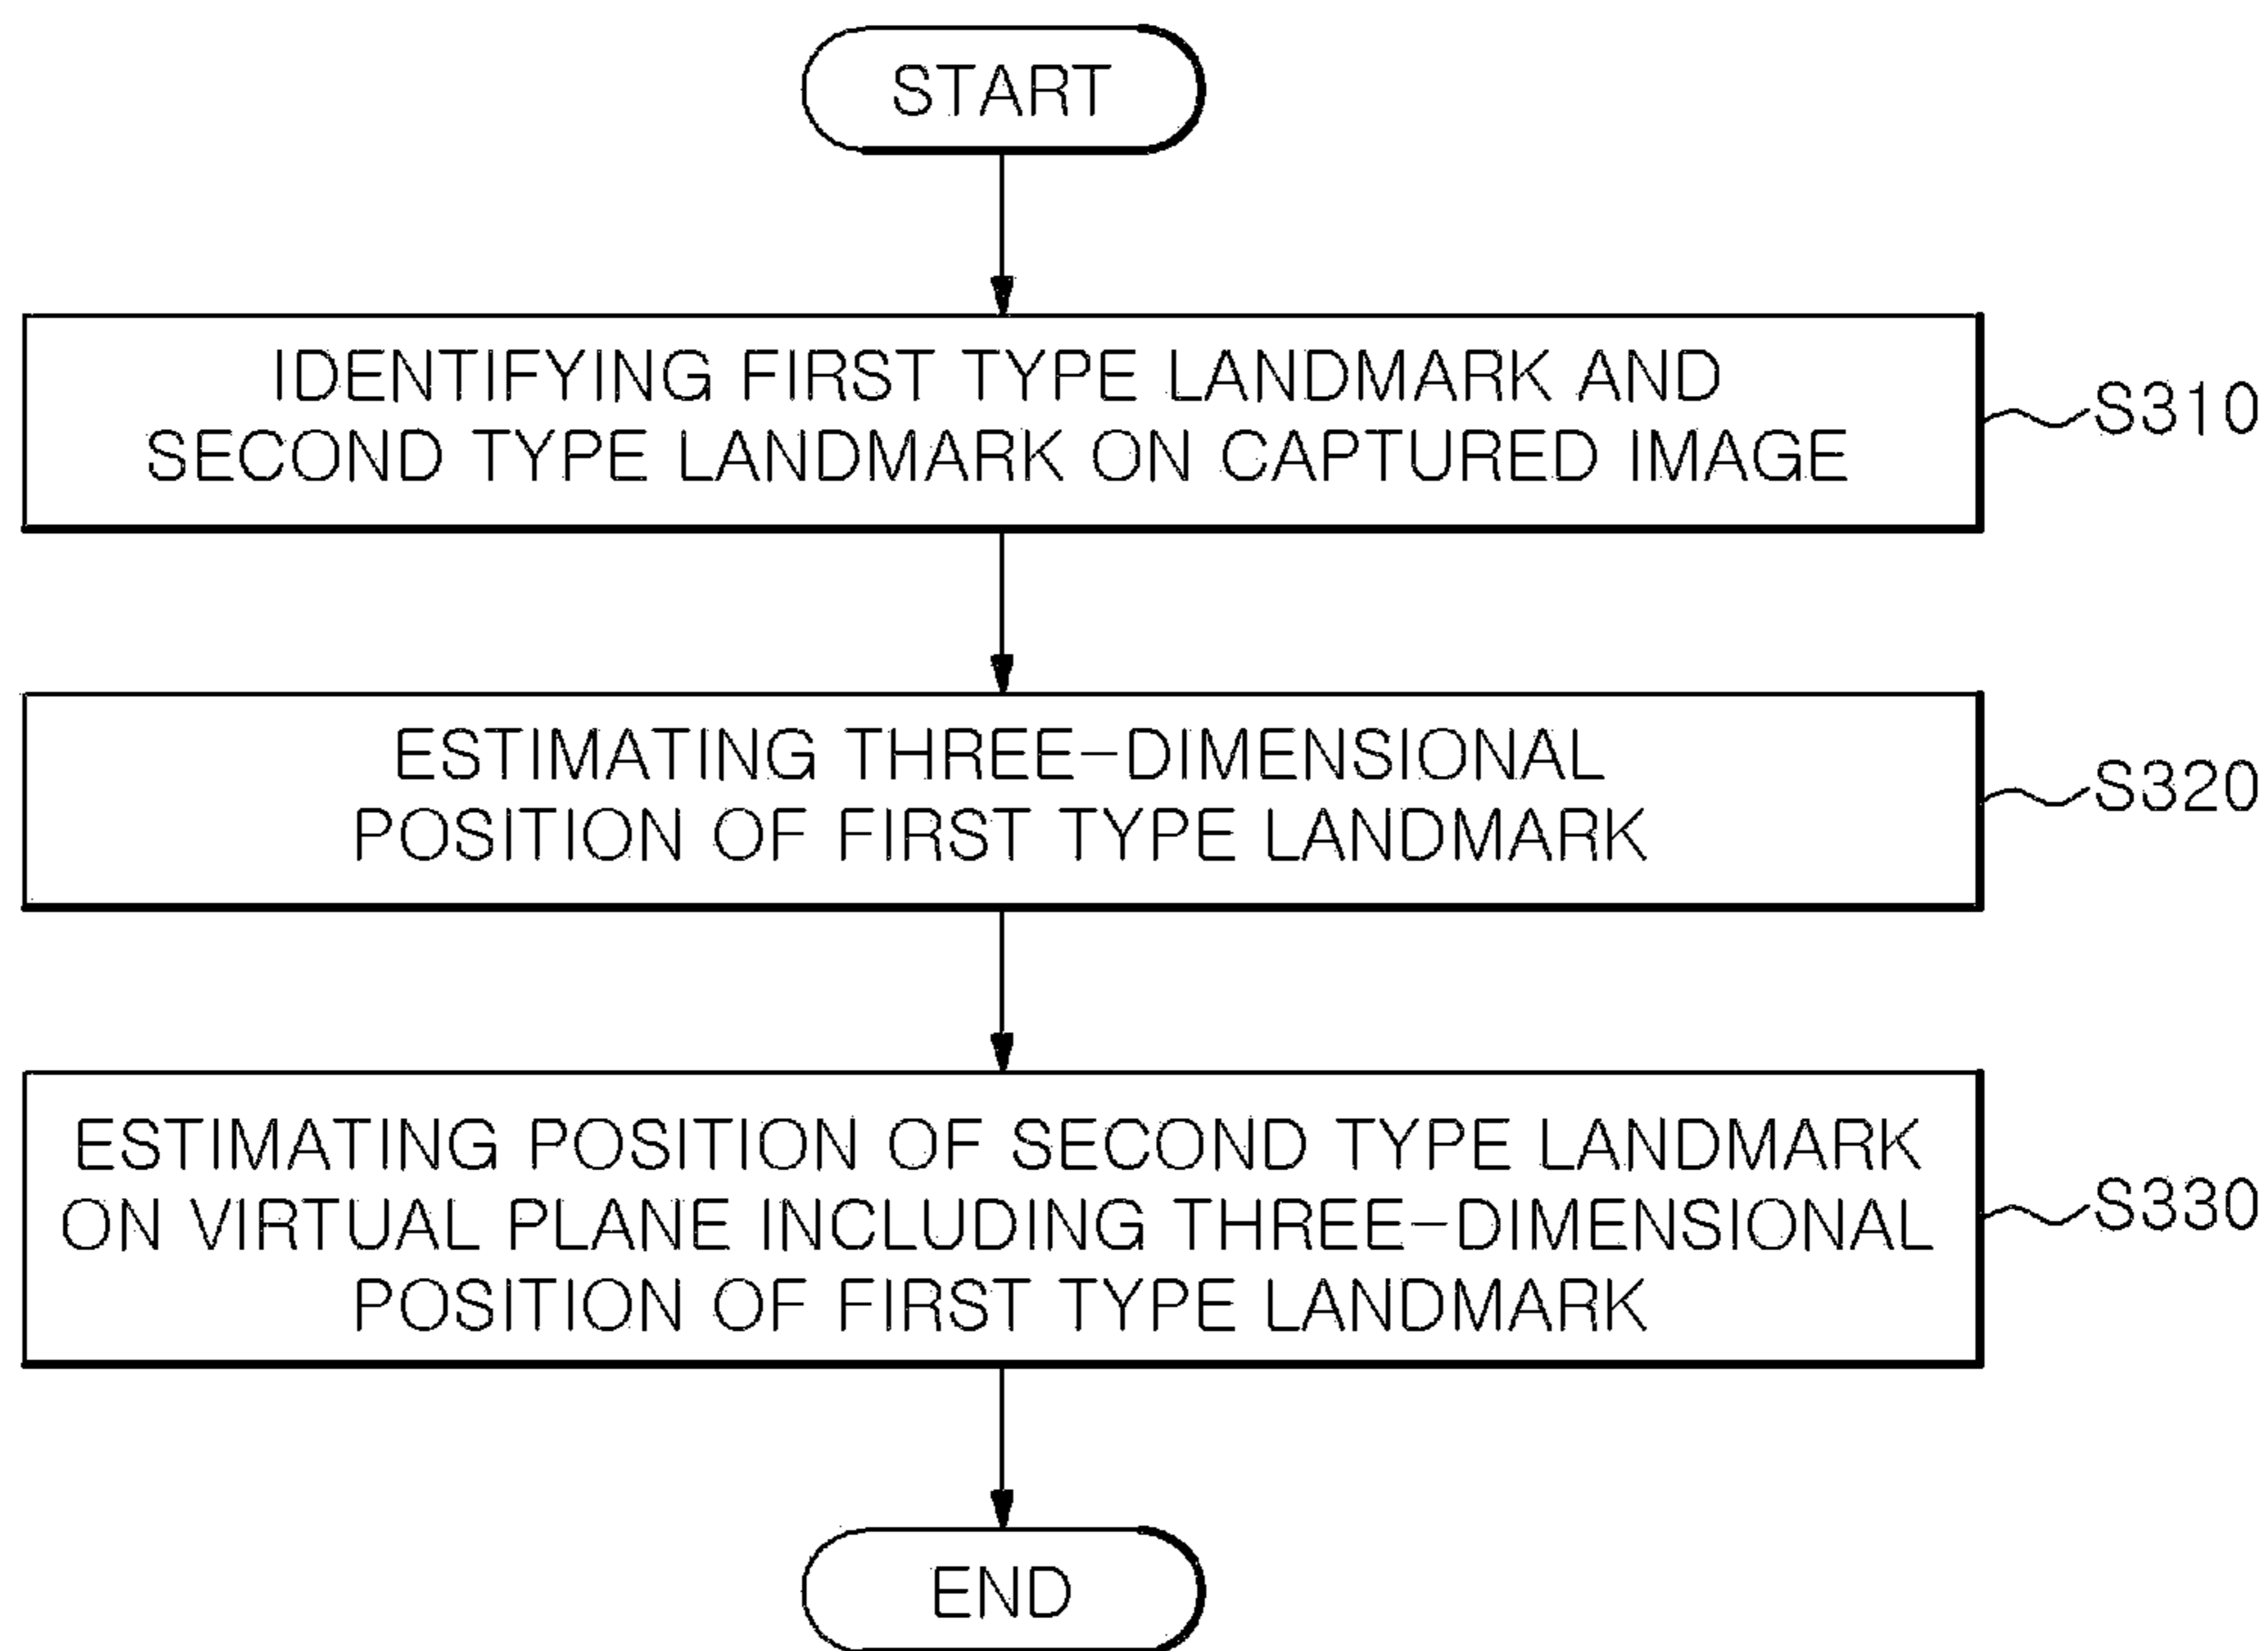 START
IDENTIFYING FIRST TYPE LANDMARK AND
SECOND TYPE LANDMARK ON CAPTURED IMAGE
S310
ESTIMATING THREE-DIMENSIONAL
POSITION OF FIRST TYPE LANDMARK
S320
ESTIMATING POSITION OF SECOND TYPE LANDMARK
ON VIRTUAL PLANE INCLUDING THREE-DIMENSIONAL
POSITION OF FIRST TYPE LANDMARK
S330
END